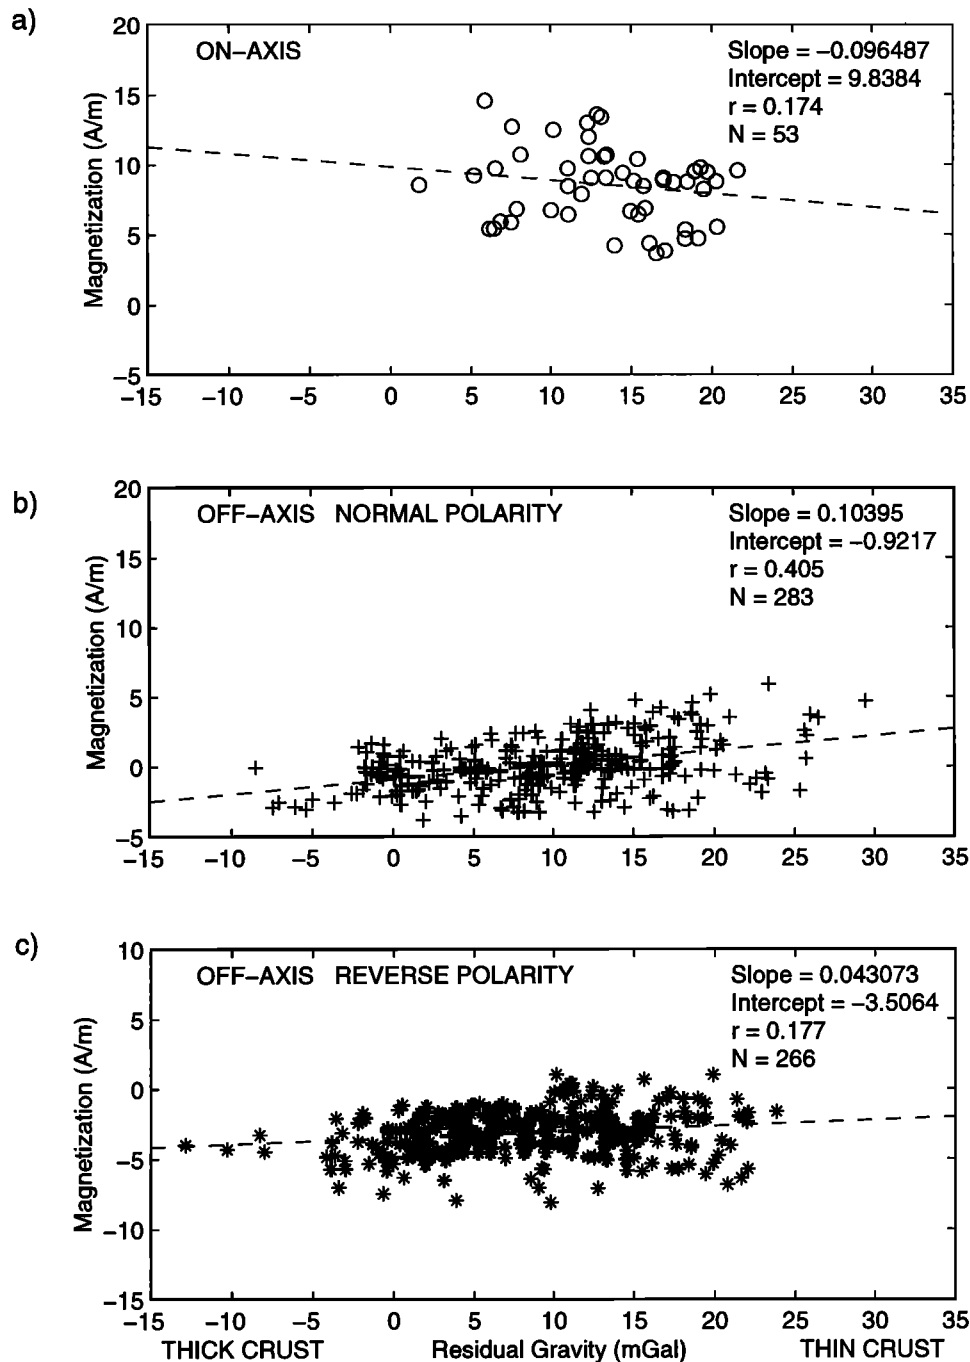 a)
ON-AXIS
Slope = -0.096487
Intercept = 9.8384
r = 0.174
N = 53
Magnetization (A/m)
20
15
10
5
0
-5
-15 -10 -5 0 5 10 15 20 25 30 35
b)
OFF-AXIS NORMAL POLARITY
Slope = 0.10395
Intercept = -0.9217
r = 0.405
N = 283
Magnetization (A/m)
20
15
10
5
0
-5
-15 -10 -5 0 5 10 15 20 25 30 35
c)
OFF-AXIS REVERSE POLARITY
Slope = 0.043073
Intercept = -3.5064
r = 0.177
N = 266
Magnetization (A/m)
10
5
0
-5
-10
-15
-15 -10 -5 0 5 10 15 20 25 30 35
THICK CRUST Residual Gravity (mGal) THIN CRUST